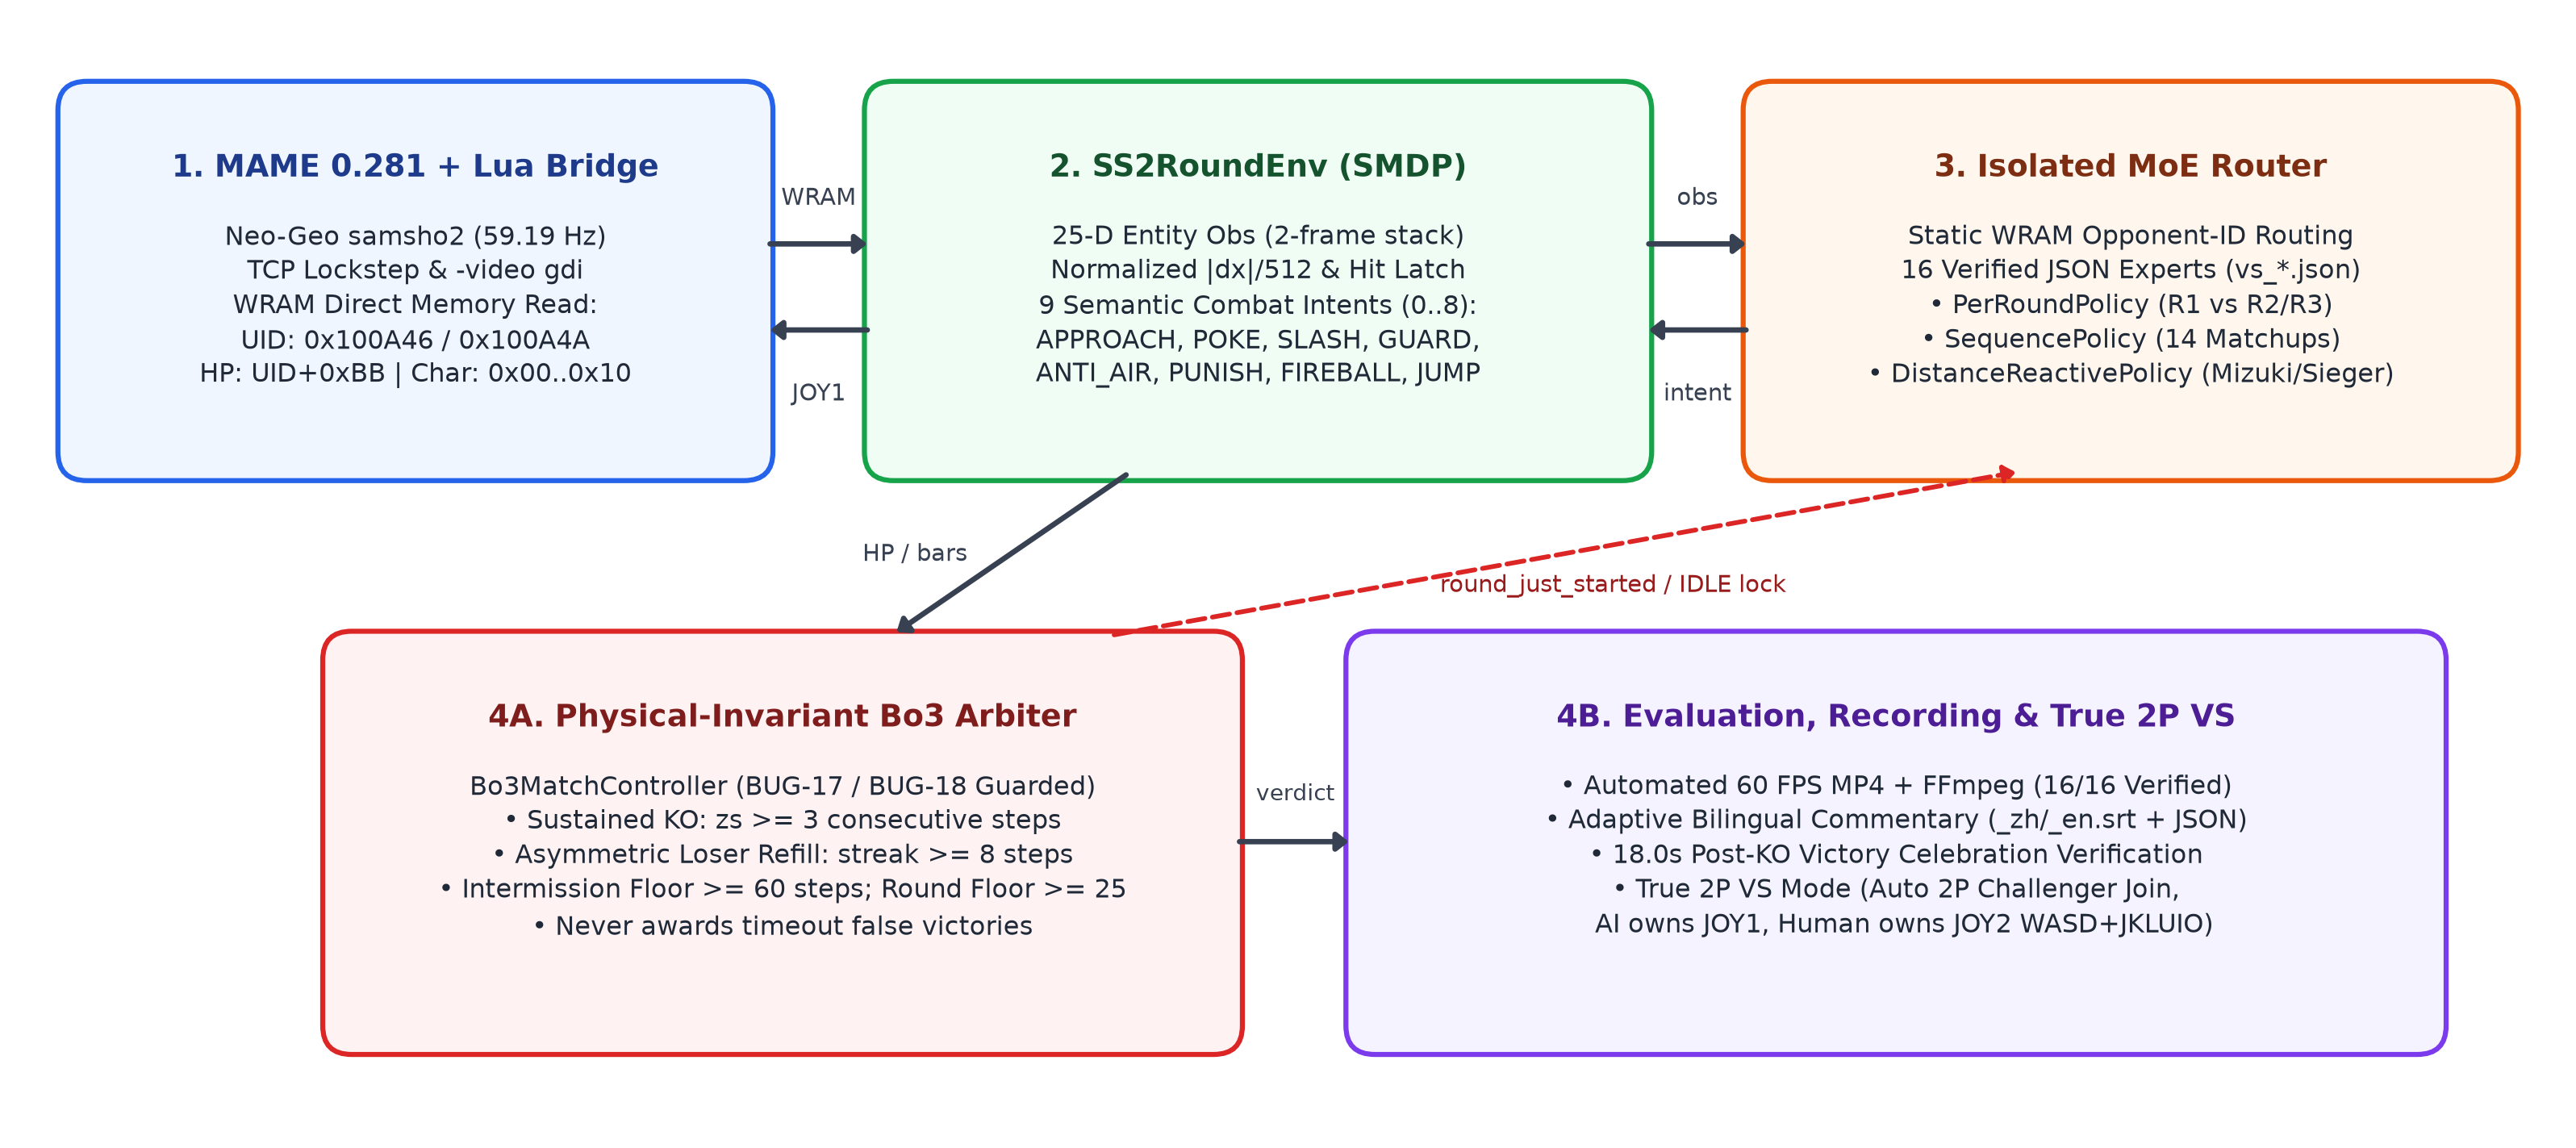 1. MAME 0.281 + Lua Bridge
Neo-Geo samsho2 (59.19 Hz)
TCP Lockstep & -video gdi
WRAM Direct Memory Read:
UID: 0x100A46 / 0x100A4A
HP: UID+0xBB | Char: 0x00..0x10
WRAM
JOY1
2. SS2RoundEnv (SMDP)
25-D Entity Obs (2-frame stack)
Normalized |dx|/512 & Hit Latch
9 Semantic Combat Intents (0..8):
APPROACH, POKE, SLASH, GUARD,
ANTI_AIR, PUNISH, FIREBALL, JUMP
obs
intent
3. Isolated MoE Router
Static WRAM Opponent-ID Routing
16 Verified JSON Experts (vs_*.json)
• PerRoundPolicy (R1 vs R2/R3)
• SequencePolicy (14 Matchups)
• DistanceReactivePolicy (Mizuki/Sieger)
HP / bars
round_just_started / IDLE lock
4A. Physical-Invariant Bo3 Arbiter
Bo3MatchController (BUG-17 / BUG-18 Guarded)
• Sustained KO: zs >= 3 consecutive steps
• Asymmetric Loser Refill: streak >= 8 steps
• Intermission Floor >= 60 steps; Round Floor >= 25
• Never awards timeout false victories
verdict
4B. Evaluation, Recording & True 2P VS
• Automated 60 FPS MP4 + FFmpeg (16/16 Verified)
• Adaptive Bilingual Commentary (_zh/_en.srt + JSON)
• 18.0s Post-KO Victory Celebration Verification
• True 2P VS Mode (Auto 2P Challenger Join,
AI owns JOY1, Human owns JOY2 WASD+JKLUIO)